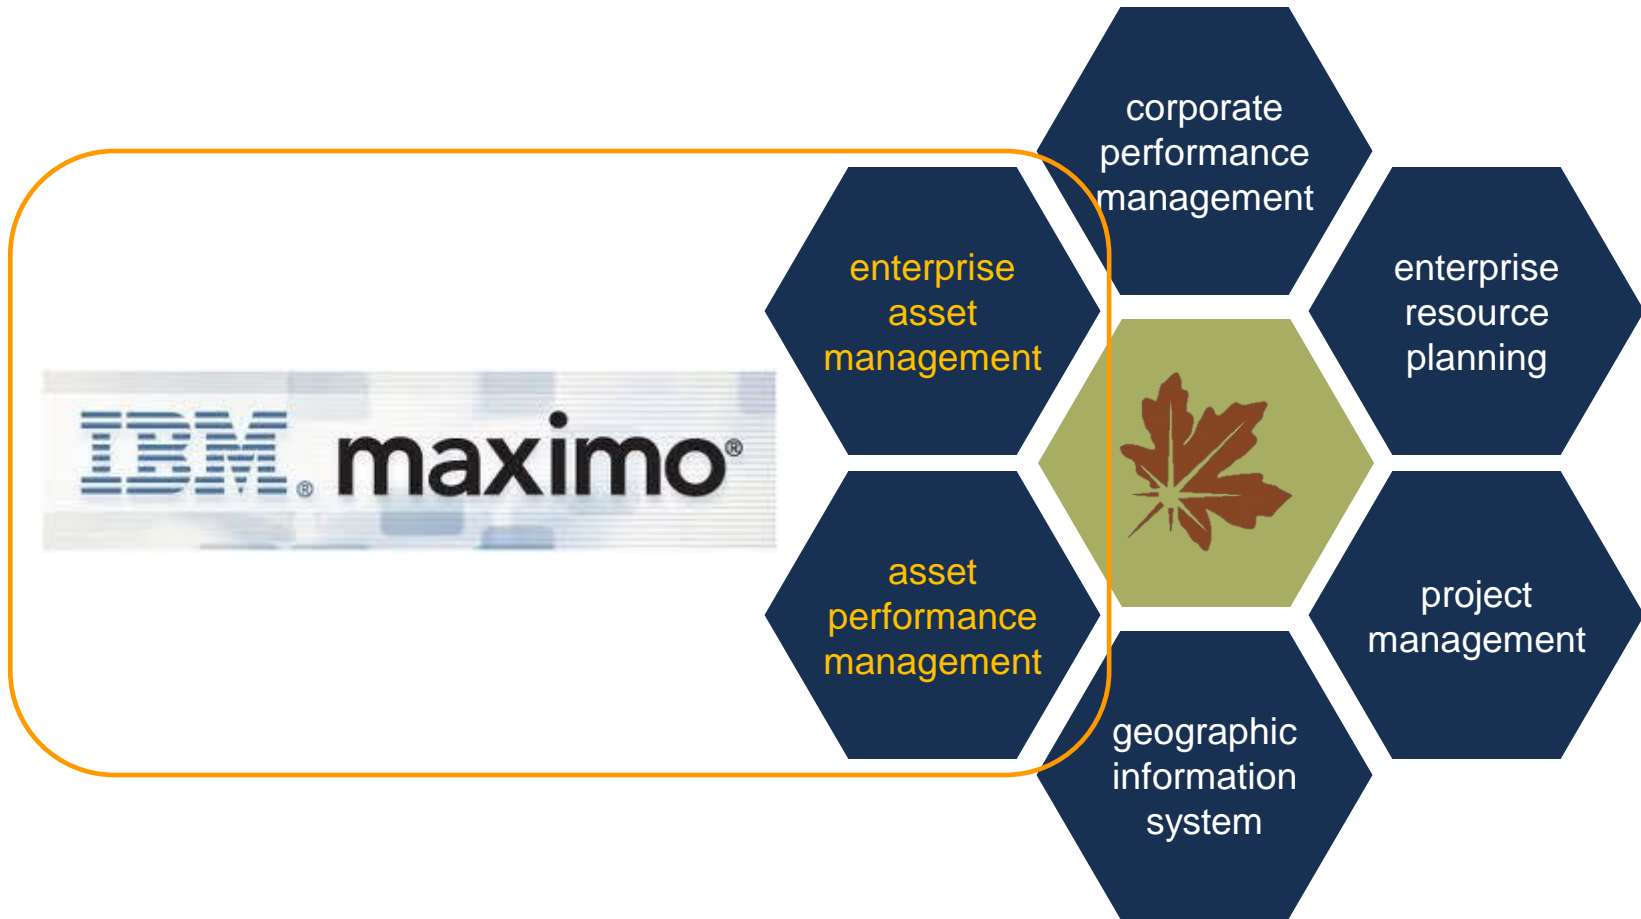 corporate
performance
management
enterprise
asset
management
enterprise
resource
planning
IBM® maximo®
asset
performance
management
project
management
geographic
information
system